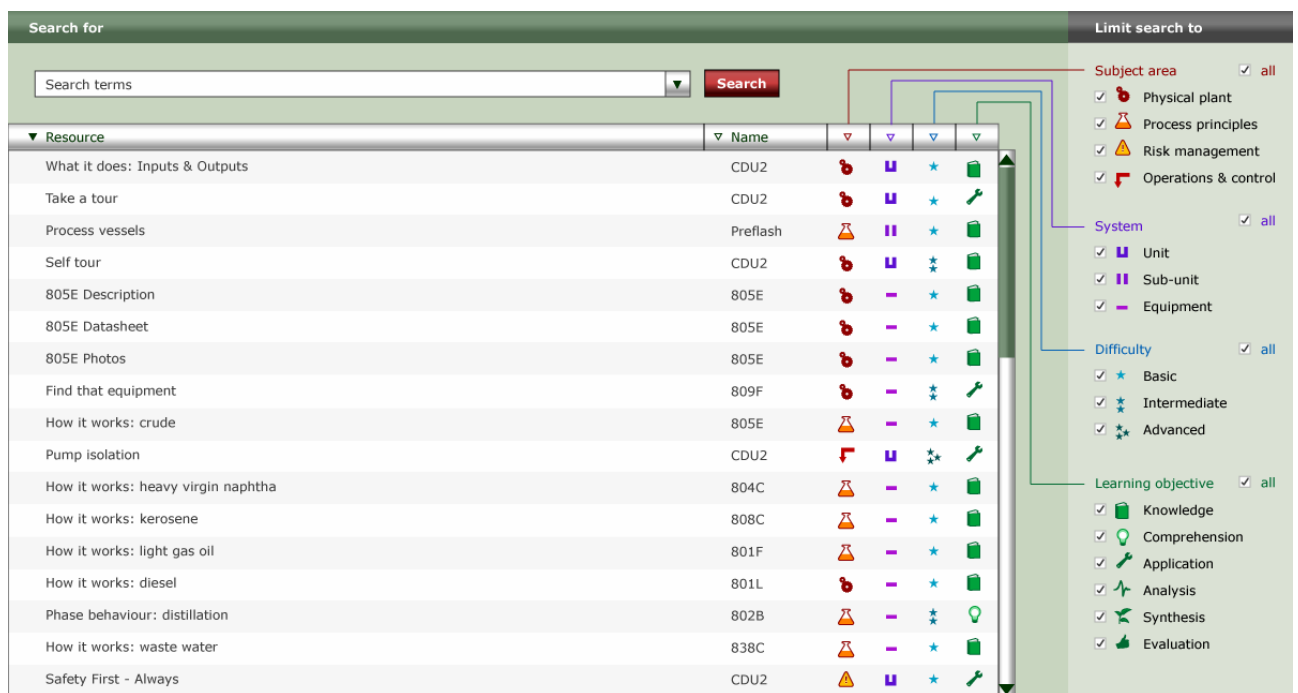 Search for
Search terms
Search
Resource Name
What it does: Inputs & Outputs CDU2
Take a tour CDU2
Process vessels Preflash
Self tour CDU2
805E Description 805E
805E Datasheet 805E
805E Photos 805E
Find that equipment 809F
How it works: crude 805E
Pump isolation CDU2
How it works: heavy virgin naphtha 804C
How it works: kerosene 808C
How it works: light gas oil 801F
How it works: diesel 801L
Phase behaviour: distillation 802B
How it works: waste water 838C
Safety First - Always CDU2
Limit search to
Subject area all
Physical plant
Process principles
Risk management
Operations & control
System all
Unit
Sub-unit
Equipment
Difficulty all
Basic
Intermediate
Advanced
Learning objective all
Knowledge
Comprehension
Application
Analysis
Synthesis
Evaluation